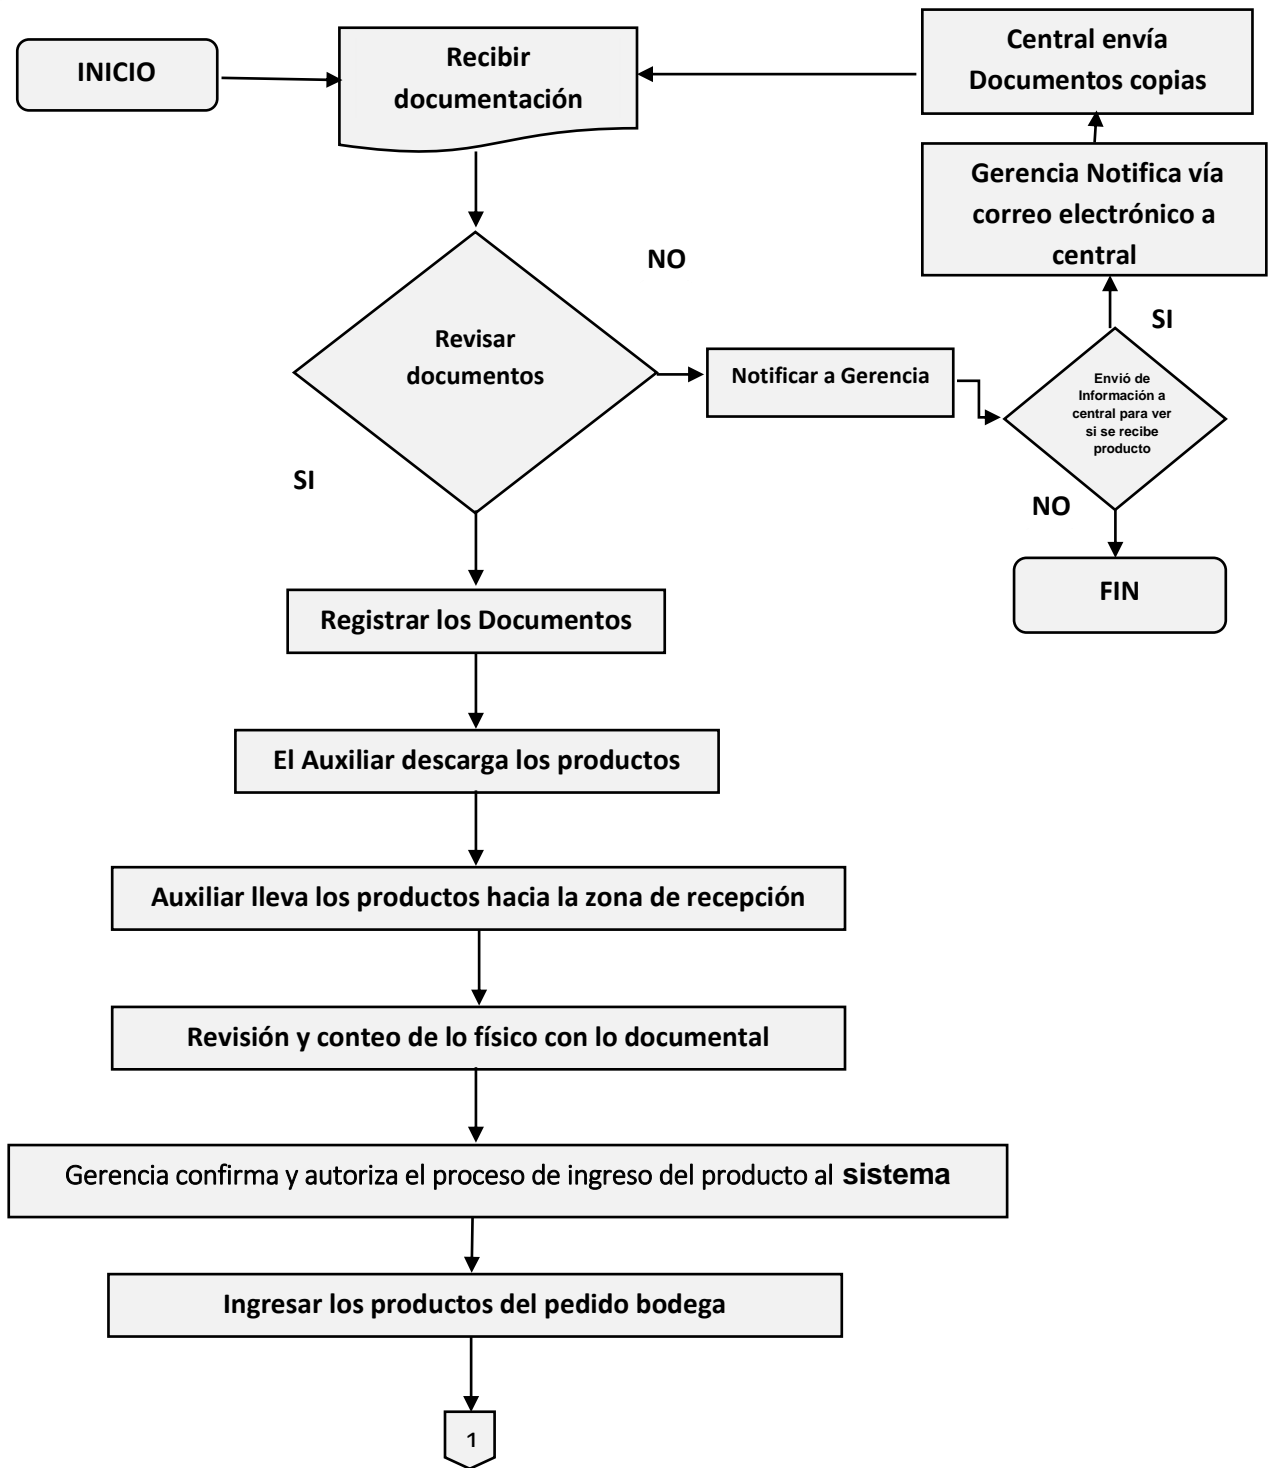 INICIO
Recibir
documentación
Central envía
Documentos copias
Gerencia Notifica vía
correo electrónico a
central
NO
SI
Revisar
documentos
Notificar a Gerencia
Envió de
Información a
central para ver
si se recibe
producto
SI
NO
FIN
Registrar los Documentos
El Auxiliar descarga los productos
Auxiliar lleva los productos hacia la zona de recepción
Revisión y conteo de lo físico con lo documental
Gerencia confirma y autoriza el proceso de ingreso del producto al sistema
Ingresar los productos del pedido bodega
1